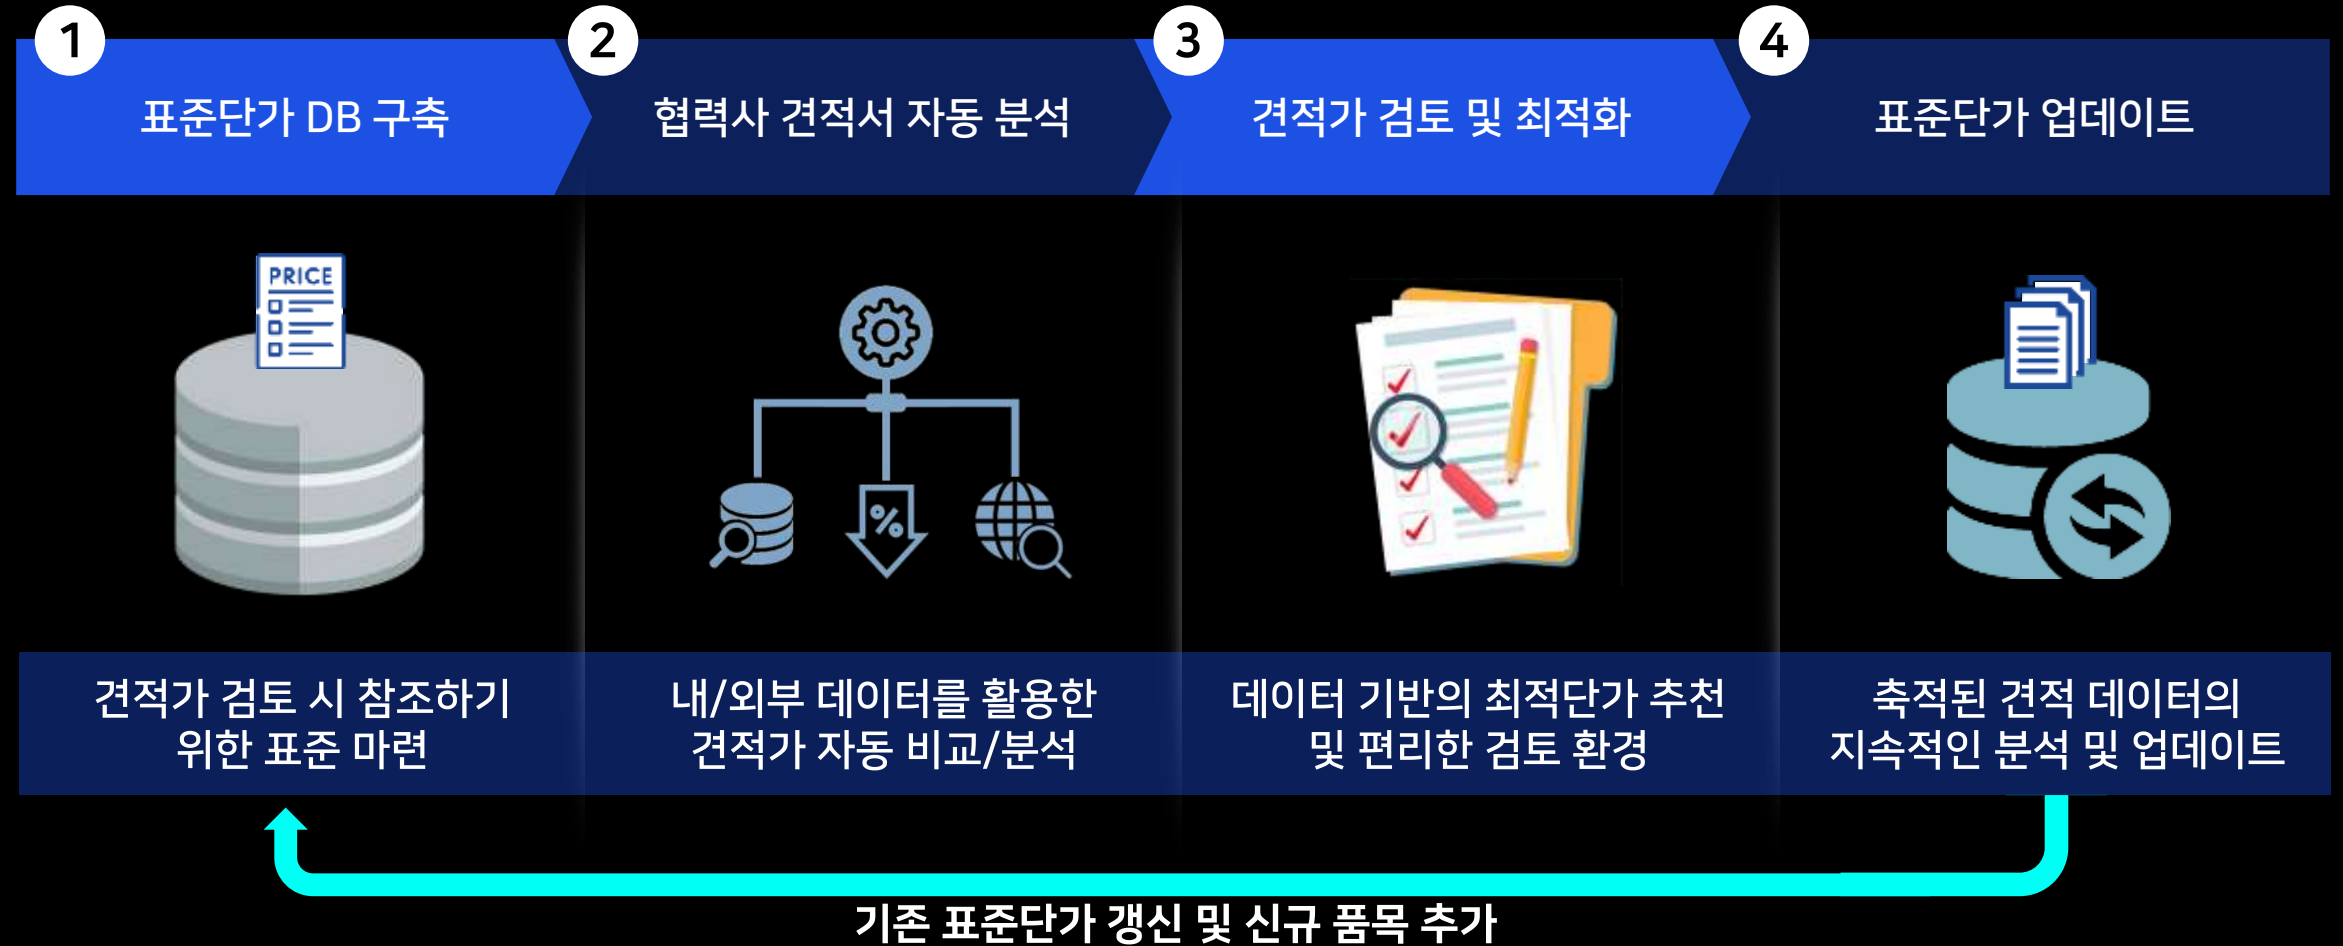 1
표준단가 DB 구축
2
협력사 견적서 자동 분석
3
견적가 검토 및 최적화
4
표준단가 업데이트
PRICE
%
견적가 검토 시 참조하기
위한 표준 마련
내/외부 데이터를 활용한
견적가 자동 비교/분석
데이터 기반의 최적단가 추천
및 편리한 검토 환경
축적된 견적 데이터의
지속적인 분석 및 업데이트
기존 표준단가 갱신 및 신규 품목 추가